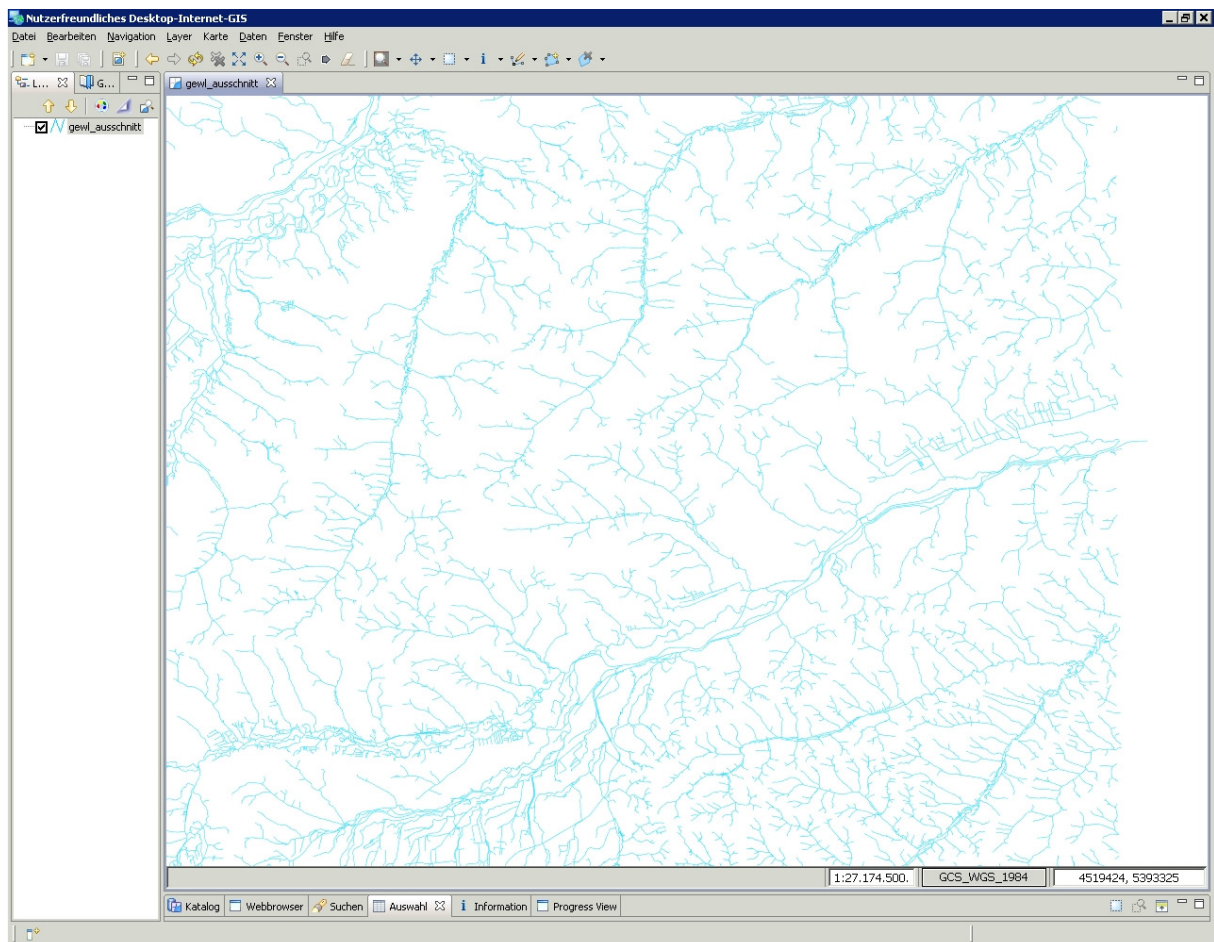 Nutzerfreundliches Desktop-Internet-GIS
Datei Bearbeiten Navigation Layer Karte Daten Fenster Hilfe
L... G... gewl_ausschnitt
gewl_ausschnitt
1:27.174.500. GCS_WGS_1984 4519424, 5393325
Katalog Webbrowser Suchen Auswahl Information Progress View